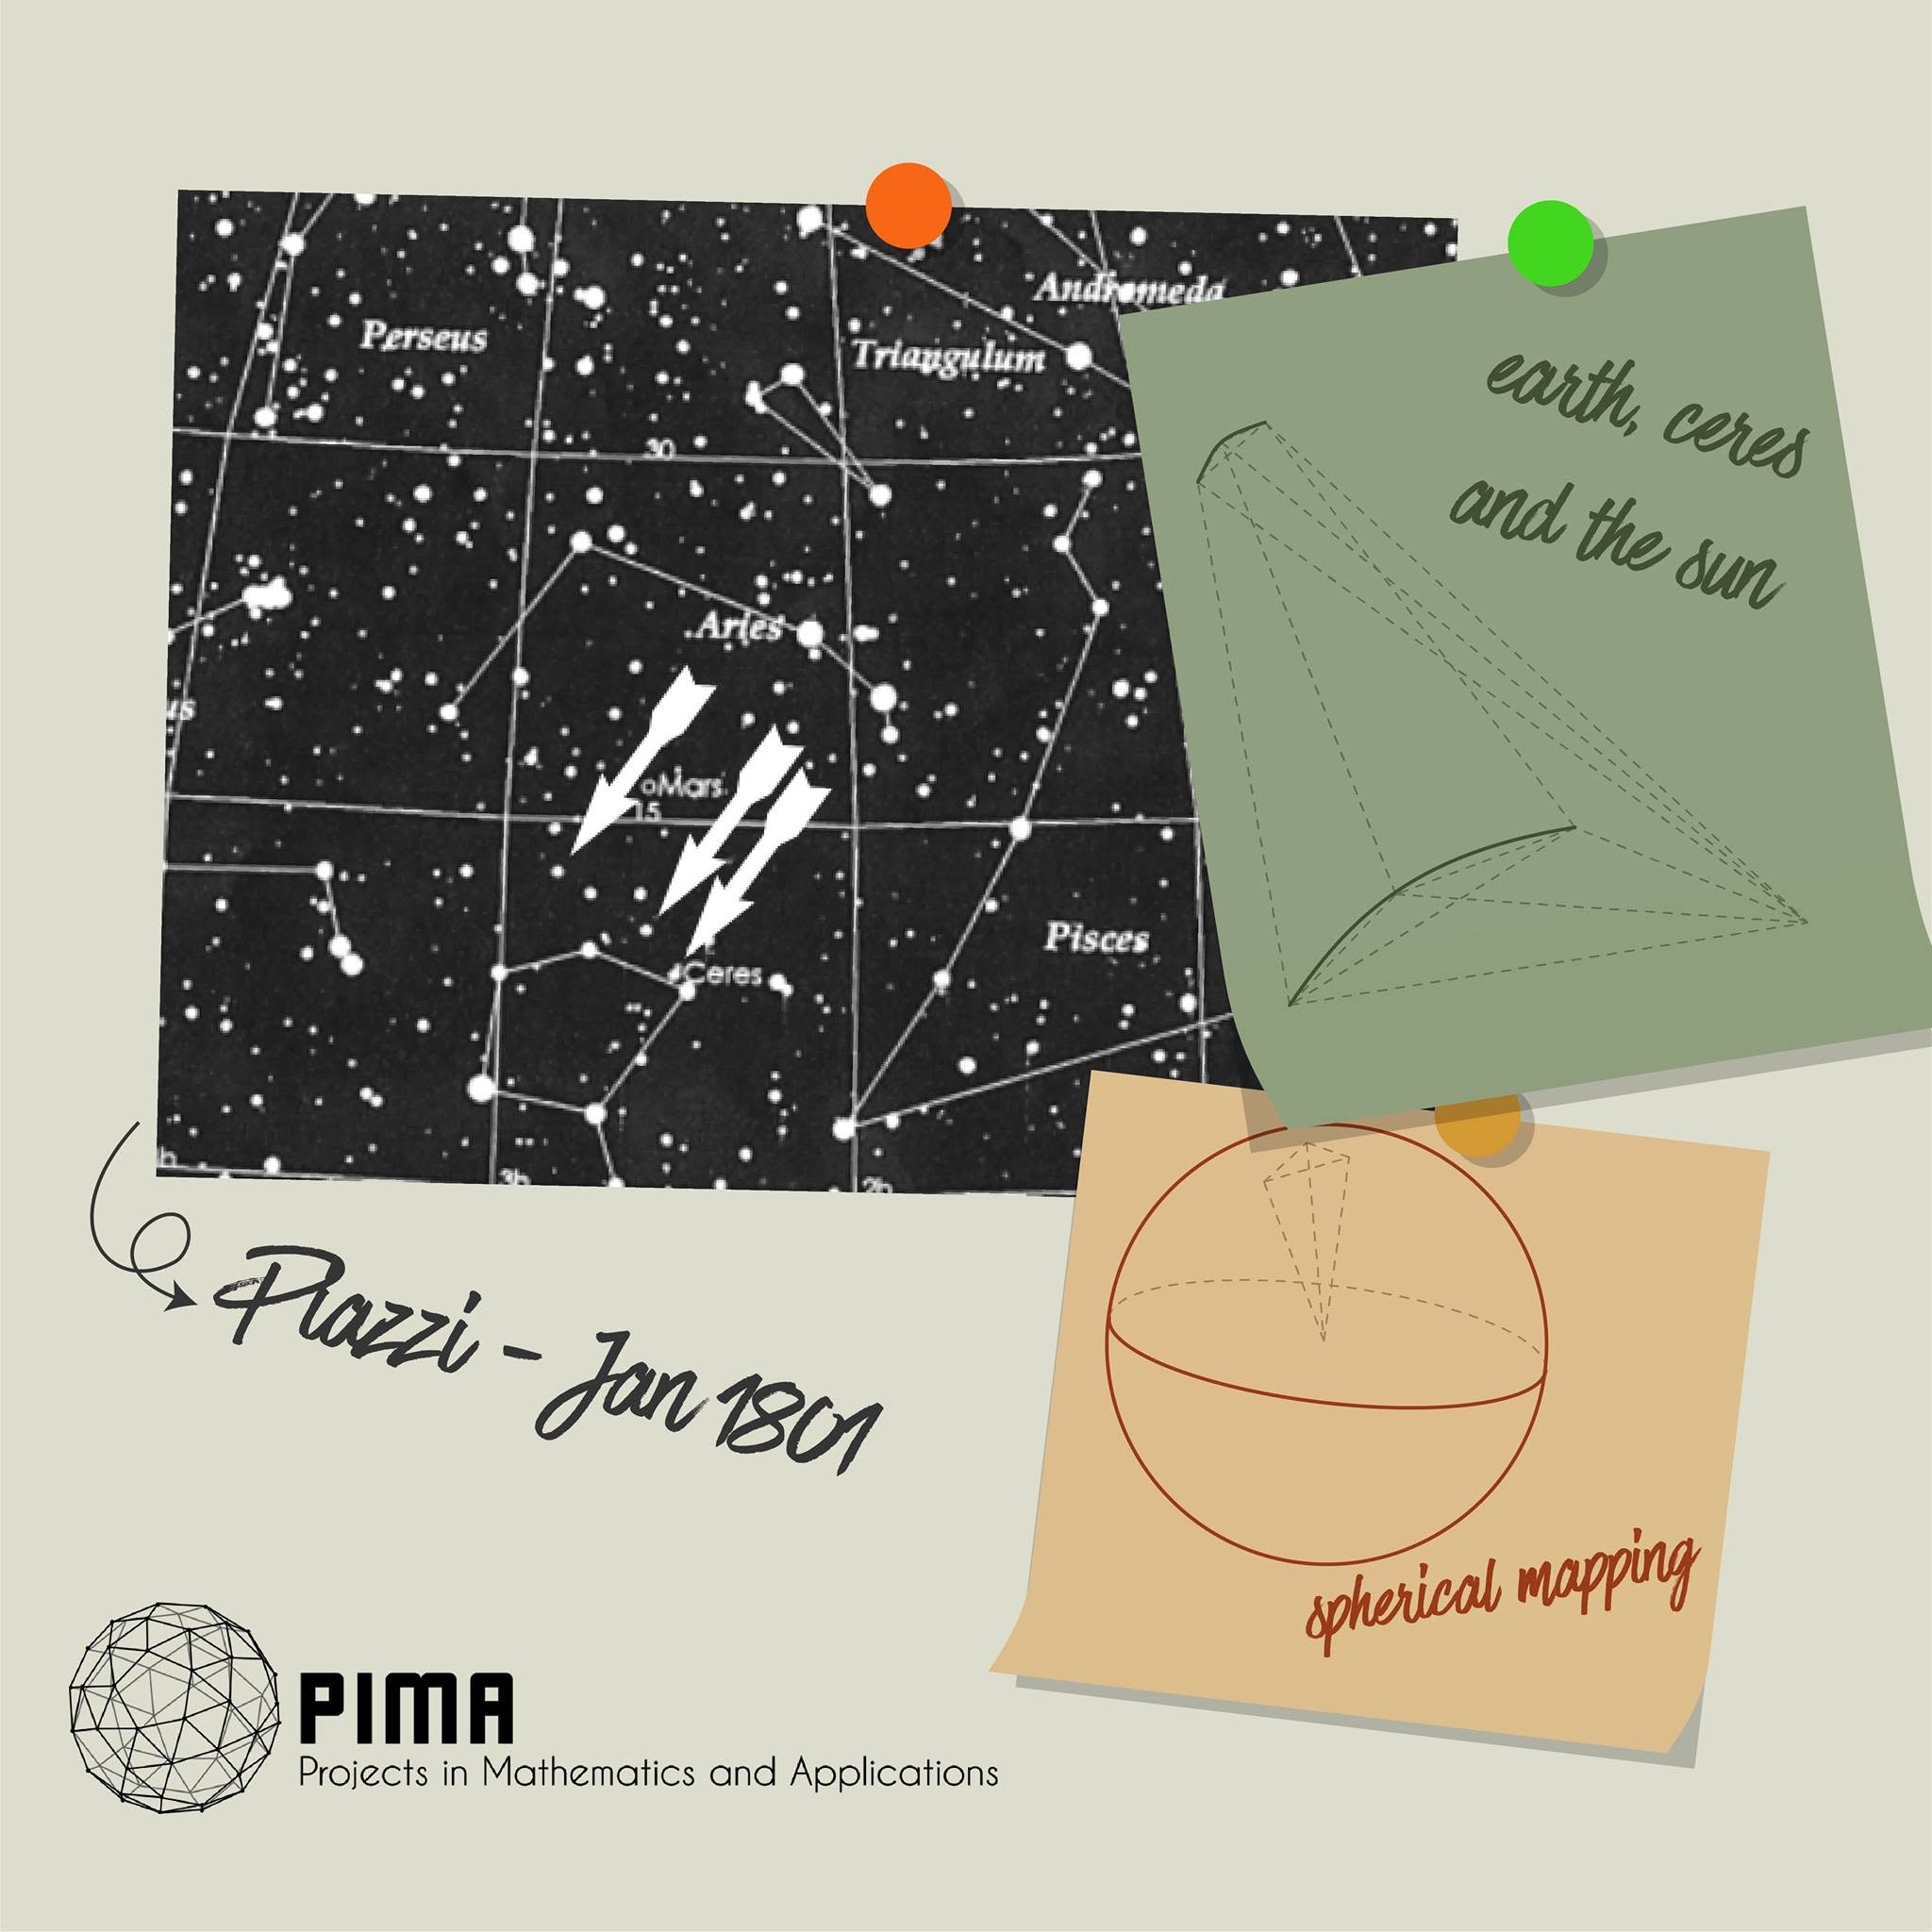 Andromeda
Perseus
Triangulum
30
Aries
us
Mars
15
Pisces
Ceres
3h
2h
earth, ceres
and the sun
Piazzi - Jan 1801
spherical mapping
PIMA
Projects in Mathematics and Applications